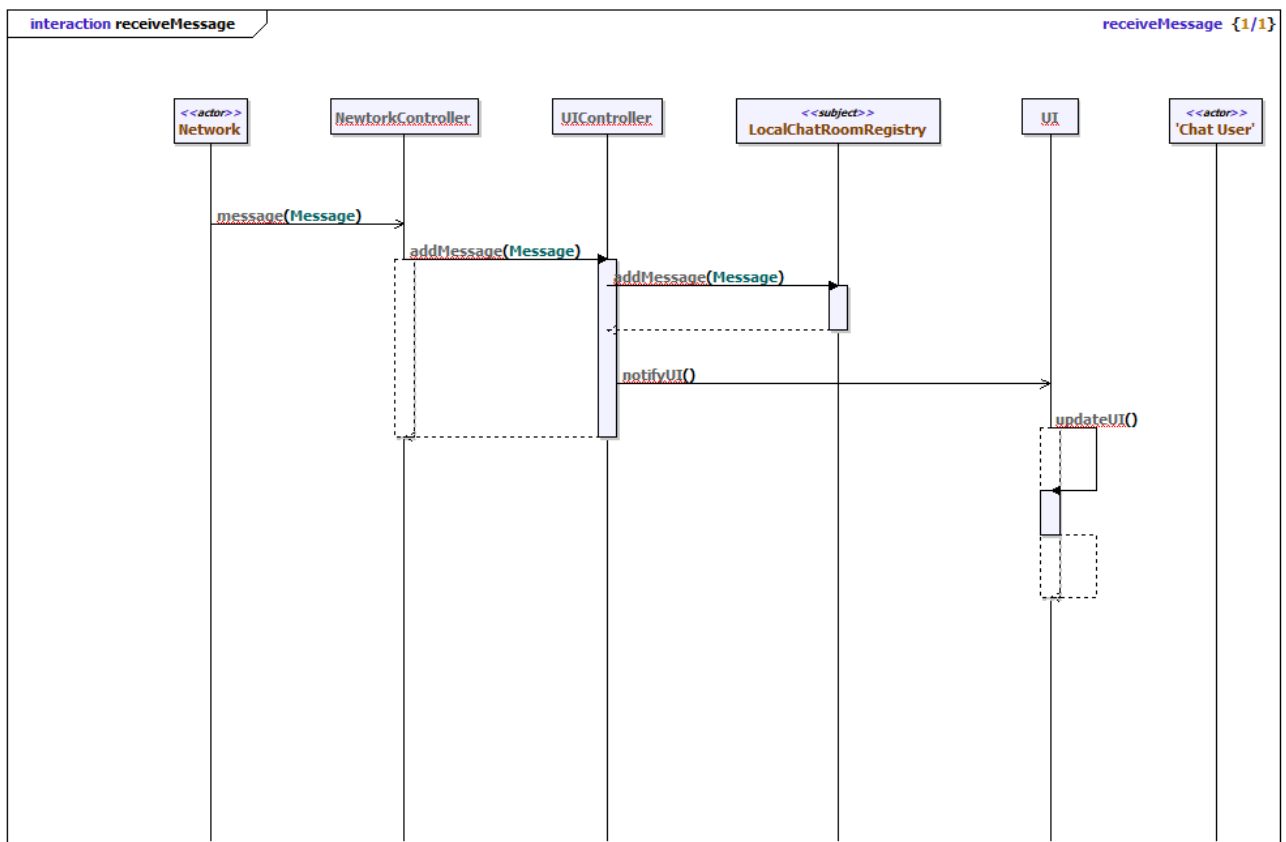 interaction receiveMessage
receiveMessage {1/1}
<<actor>>
Network
NewtorkController
UIController
<<subject>>
LocalChatRoomRegistry
UI
<<actor>>
'Chat User'
message(Message)
addMessage(Message)
addMessage(Message)
notifyUI()
updateUI()